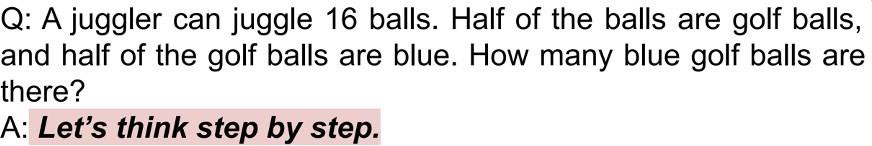 Q: A juggler can juggle 16 balls. Half of the balls are golf balls,
and half of the golf balls are blue. How many blue golf balls are
there?
A: Let’s think step by step.